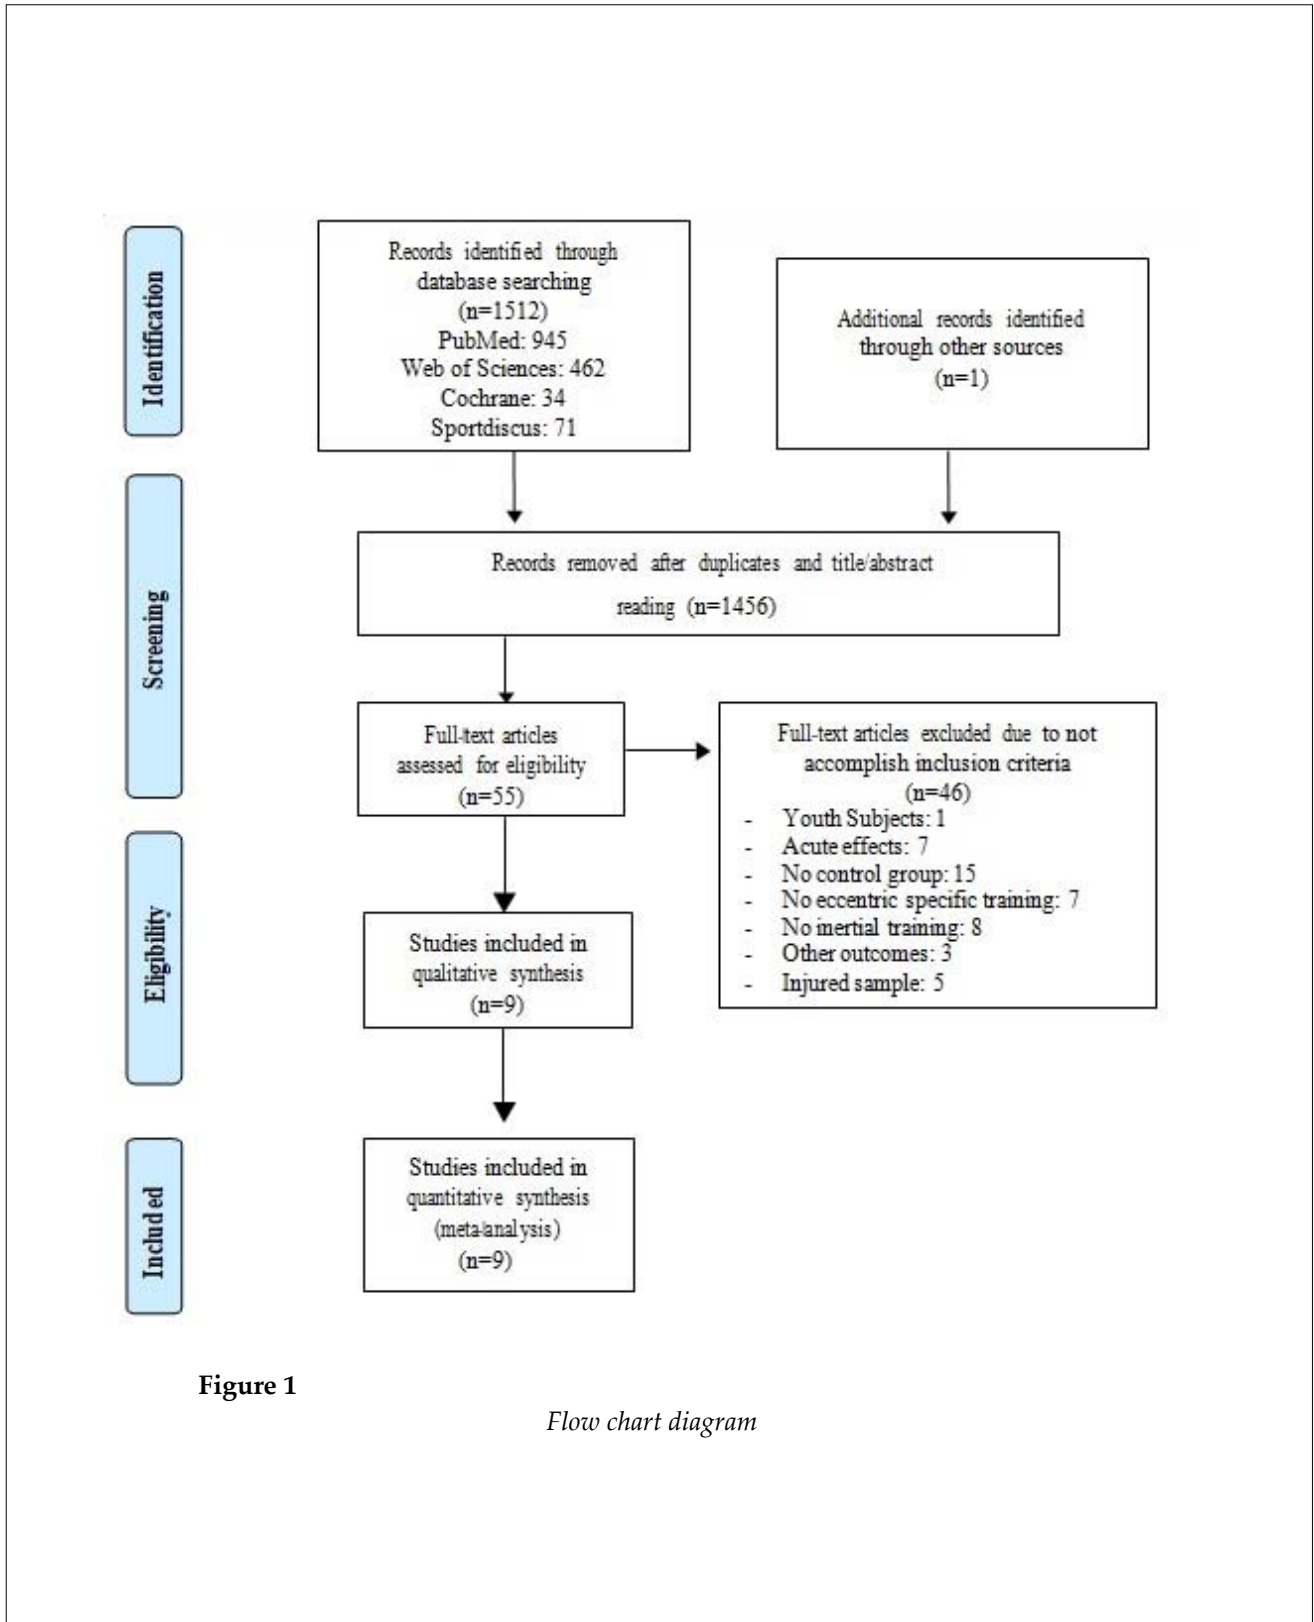 Identification
Records identified through
database searching
(n=1512)
PubMed: 945
Web of Sciences: 462
Cochrane: 34
Sportdiscus: 71
Additional records identified
through other sources
(n=1)
Screening
Records removed after duplicates and title/abstract
reading (n=1456)
Full-text articles
assessed for eligibility
(n=55)
Full-text articles excluded due to not
accomplish inclusion criteria
(n=46)
- Youth Subjects: 1
- Acute effects: 7
- No control group: 15
- No eccentric specific training: 7
- No inertial training: 8
- Other outcomes: 3
- Injured sample: 5
Eligibility
Studies included in
qualitative synthesis
(n=9)
Included
Studies included in
quantitative synthesis
(meta-analysis)
(n=9)
Figure 1
Flow chart diagram